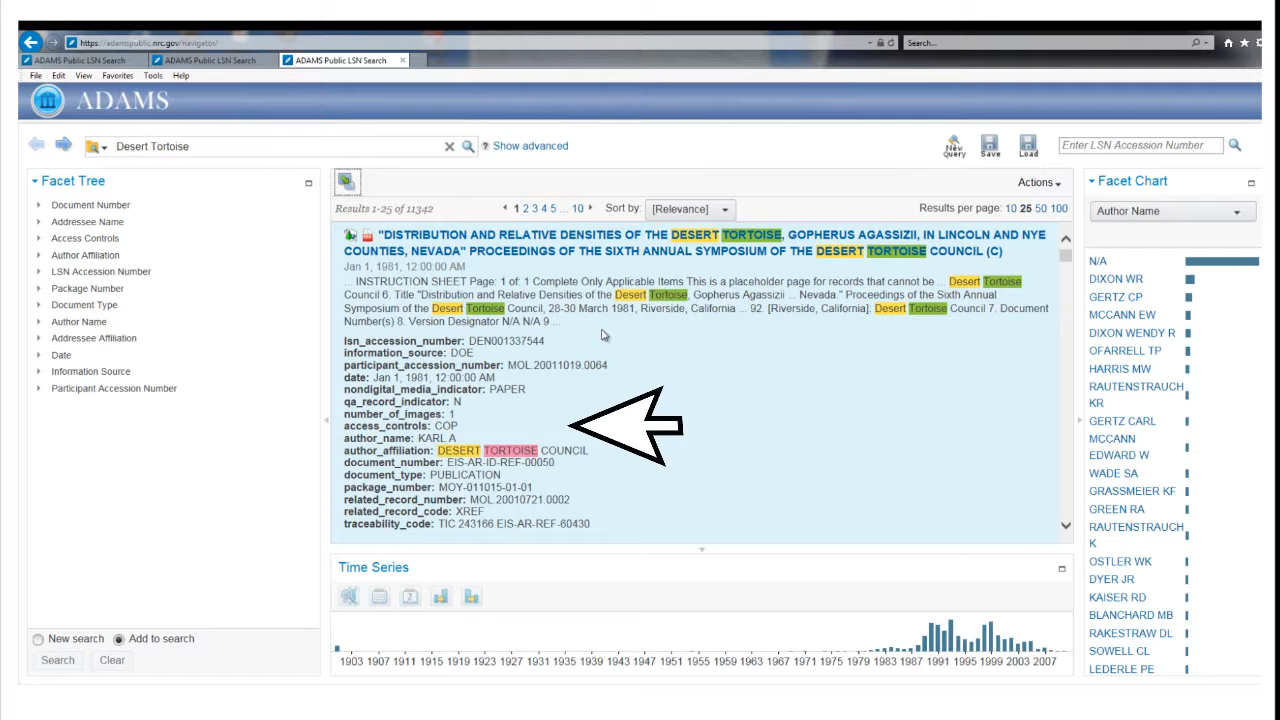 https://adamspublic.nrc.gov/navigator/
Search...
ADAMS Public LSN Search
ADAMS Public LSN Search
ADAMS Public LSN Search
File Edit View Favorites Tools Help
ADAMS
Desert Tortoise
? Show advanced
New Query
Save
Load
Enter LSN Accession Number
Facet Tree
Document Number
Addressee Name
Access Controls
Author Affiliation
LSN Accession Number
Package Number
Document Type
Author Name
Addressee Affiliation
Date
Information Source
Participant Accession Number
New search Add to search
Search Clear
Actions
Results 1-25 of 11342
1 2 3 4 5 ... 10
Sort by: [Relevance]
Results per page: 10 25 50 100
"DISTRIBUTION AND RELATIVE DENSITIES OF THE DESERT TORTOISE, GOPHERUS AGASSIZII, IN LINCOLN AND NYE
COUNTIES, NEVADA" PROCEEDINGS OF THE SIXTH ANNUAL SYMPOSIUM OF THE DESERT TORTOISE COUNCIL (C)
Jan 1, 1981, 12:00:00 AM
... INSTRUCTION SHEET Page: 1 of: 1 Complete Only Applicable Items This is a placeholder page for records that cannot be ... Desert Tortoise
Council 6. Title "Distribution and Relative Densities of the Desert Tortoise, Gopherus Agassizii ... Nevada." Proceedings of the Sixth Annual
Symposium of the Desert Tortoise Council, 28-30 March 1981, Riverside, California ... 92. [Riverside, California]: Desert Tortoise Council 7. Document
Number(s) 8. Version Designator N/A N/A 9 ...
lsn_accession_number: DEN001337544
information_source: DOE
participant_accession_number: MOL.20011019.0064
date: Jan 1, 1981, 12:00:00 AM
nondigital_media_indicator: PAPER
qa_record_indicator: N
number_of_images: 1
access_controls: COP
author_name: KARL A
author_affiliation: DESERT TORTOISE COUNCIL
document_number: EIS-AR-ID-REF-00050
document_type: PUBLICATION
package_number: MOY-011015-01-01
related_record_number: MOL.20010721.0002
related_record_code: XREF
traceability_code: TIC 243166 EIS-AR-REF-60430
Time Series
2
1903 1907 1911 1915 1919 1923 1927 1931 1935 1939 1943 1947 1951 1955 1959 1963 1967 1971 1975 1979 1983 1987 1991 1995 1999 2003 2007
Facet Chart
Author Name
N/A
DIXON WR
GERTZ CP
MCCANN EW
DIXON WENDY R
OFARRELL TP
HARRIS MW
RAUTENSTRAUCH
KR
GERTZ CARL
MCCANN
EDWARD W
WADE SA
GRASSMEIER KF
GREEN RA
RAUTENSTRAUCH
K
OSTLER WK
DYER JR
KAISER RD
BLANCHARD MB
RAKESTRAW DL
SOWELL CL
LEDERLE PE